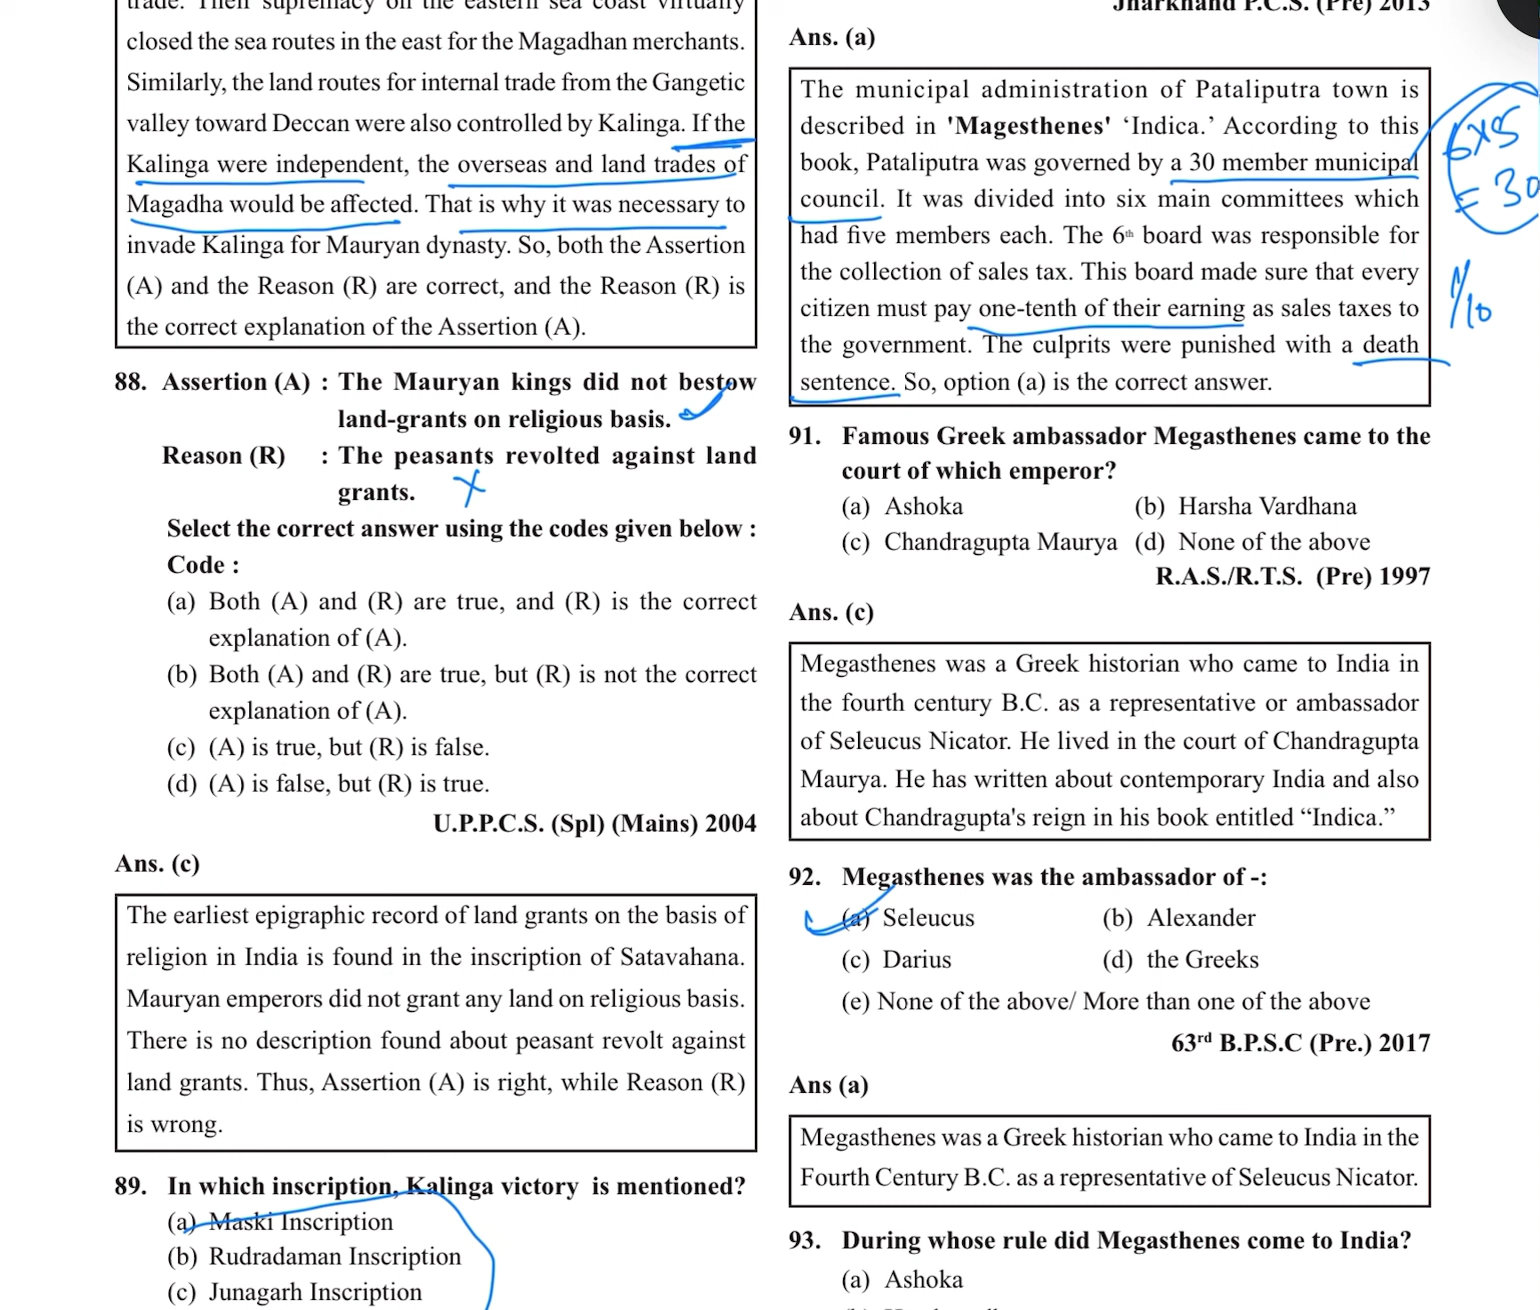 trade. Their supremacy on the eastern sea coast virtually
closed the sea routes in the east for the Magadhan merchants.
Similarly, the land routes for internal trade from the Gangetic
valley toward Deccan were also controlled by Kalinga. If the
Kalinga were independent, the overseas and land trades of
Magadha would be affected. That is why it was necessary to
invade Kalinga for Mauryan dynasty. So, both the Assertion
(A) and the Reason (R) are correct, and the Reason (R) is
the correct explanation of the Assertion (A).
88. Assertion (A) : The Mauryan kings did not bestow
land-grants on religious basis.
Reason (R) : The peasants revolted against land
grants.
Select the correct answer using the codes given below :
Code :
(a) Both (A) and (R) are true, and (R) is the correct
explanation of (A).
(b) Both (A) and (R) are true, but (R) is not the correct
explanation of (A).
(c) (A) is true, but (R) is false.
(d) (A) is false, but (R) is true.
U.P.P.C.S. (Spl) (Mains) 2004
Ans. (c)
The earliest epigraphic record of land grants on the basis of
religion in India is found in the inscription of Satavahana.
Mauryan emperors did not grant any land on religious basis.
There is no description found about peasant revolt against
land grants. Thus, Assertion (A) is right, while Reason (R)
is wrong.
89. In which inscription, Kalinga victory is mentioned?
(a) Maski Inscription
(b) Rudradaman Inscription
(c) Junagarh Inscription
Jharkhand P.C.S. (Pre) 2013
Ans. (a)
The municipal administration of Pataliputra town is
described in 'Magesthenes' ‘Indica.’ According to this
book, Pataliputra was governed by a 30 member municipal
council. It was divided into six main committees which
had five members each. The 6th board was responsible for
the collection of sales tax. This board made sure that every
citizen must pay one-tenth of their earning as sales taxes to
the government. The culprits were punished with a death
sentence. So, option (a) is the correct answer.
6x5
= 30
1/10
91. Famous Greek ambassador Megasthenes came to the
court of which emperor?
(a) Ashoka (b) Harsha Vardhana
(c) Chandragupta Maurya (d) None of the above
R.A.S./R.T.S. (Pre) 1997
Ans. (c)
Megasthenes was a Greek historian who came to India in
the fourth century B.C. as a representative or ambassador
of Seleucus Nicator. He lived in the court of Chandragupta
Maurya. He has written about contemporary India and also
about Chandragupta's reign in his book entitled “Indica.”
92. Megasthenes was the ambassador of -:
(a) Seleucus (b) Alexander
(c) Darius (d) the Greeks
(e) None of the above/ More than one of the above
63rd B.P.S.C (Pre.) 2017
Ans (a)
Megasthenes was a Greek historian who came to India in the
Fourth Century B.C. as a representative of Seleucus Nicator.
93. During whose rule did Megasthenes come to India?
(a) Ashoka